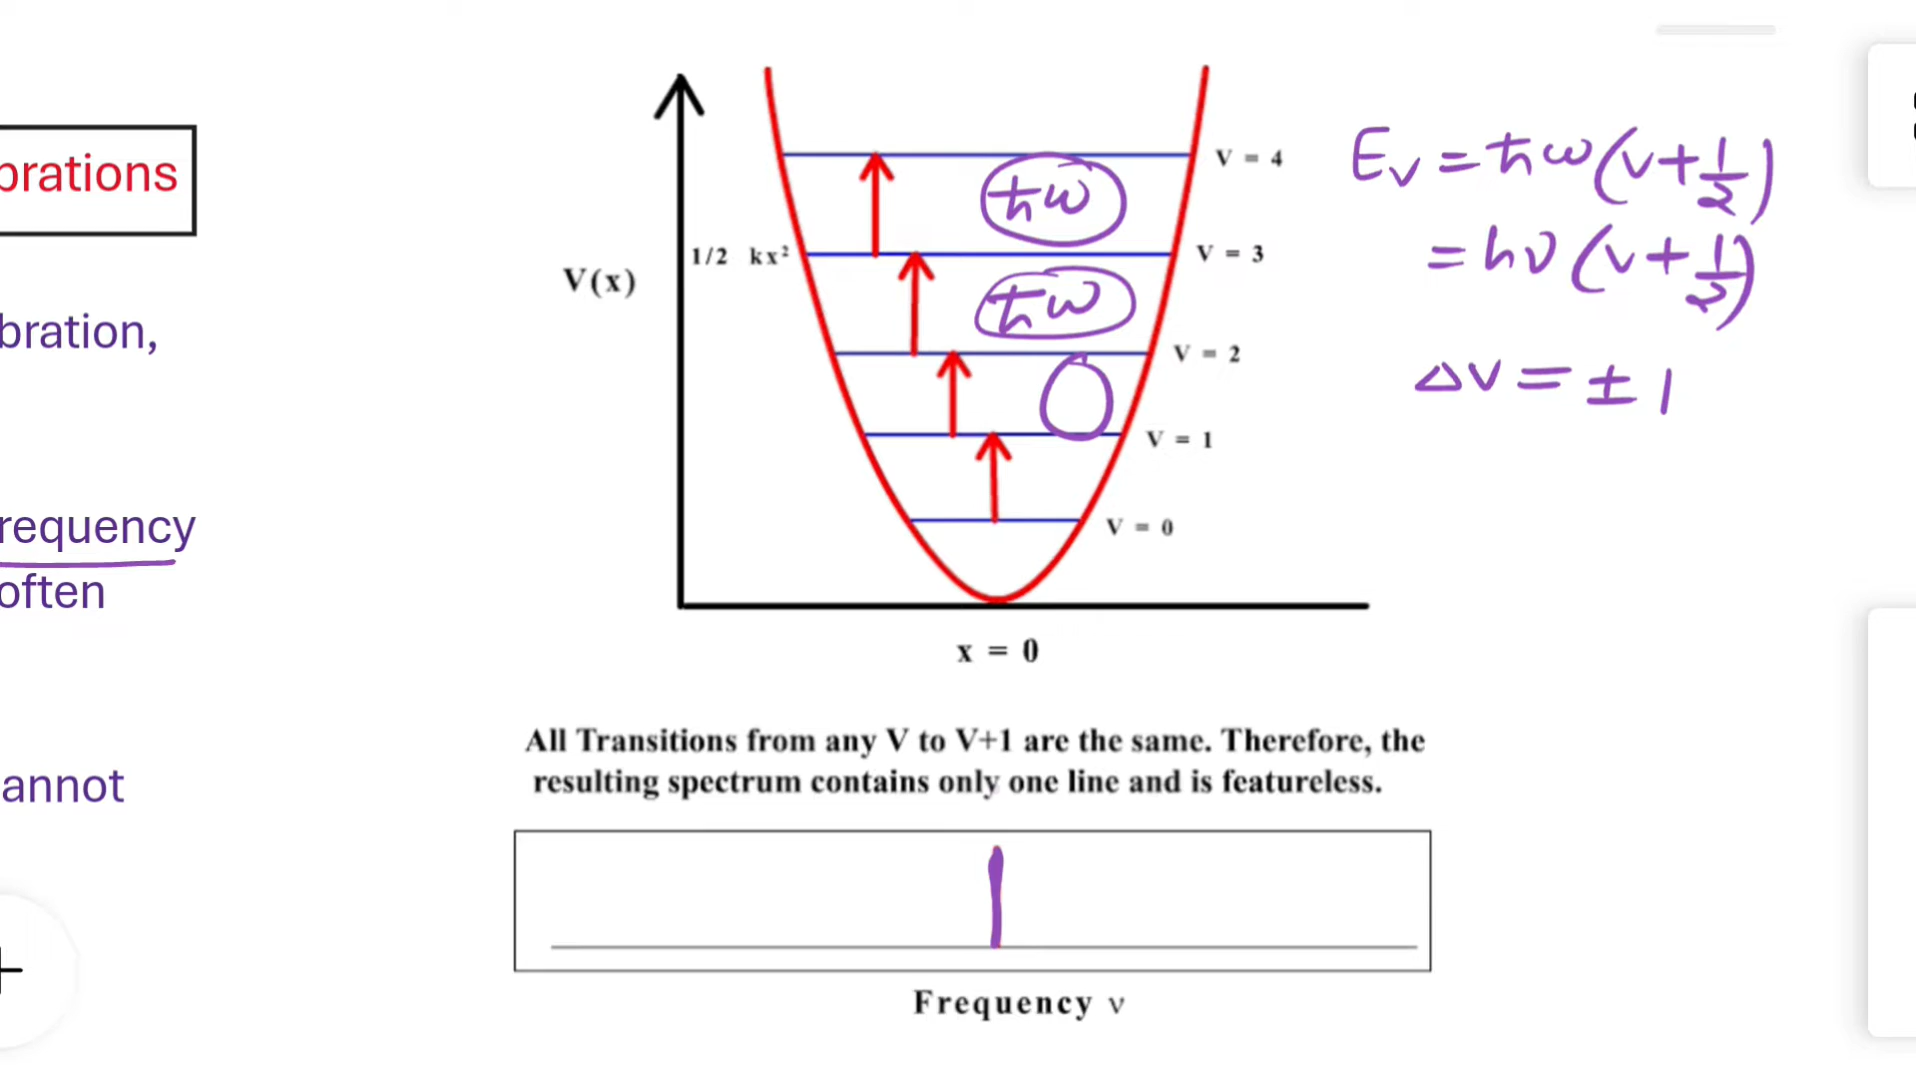 brations
bration,
requency
often
annot
V(x)
1/2 kx²
ħω
ħω
V = 4
V = 3
V = 2
V = 1
V = 0
x = 0
E_v = ħω(v+1/2)
= hν(v+1/2)
Δv = ± 1
All Transitions from any V to V+1 are the same. Therefore, the
resulting spectrum contains only one line and is featureless.
Frequency ν